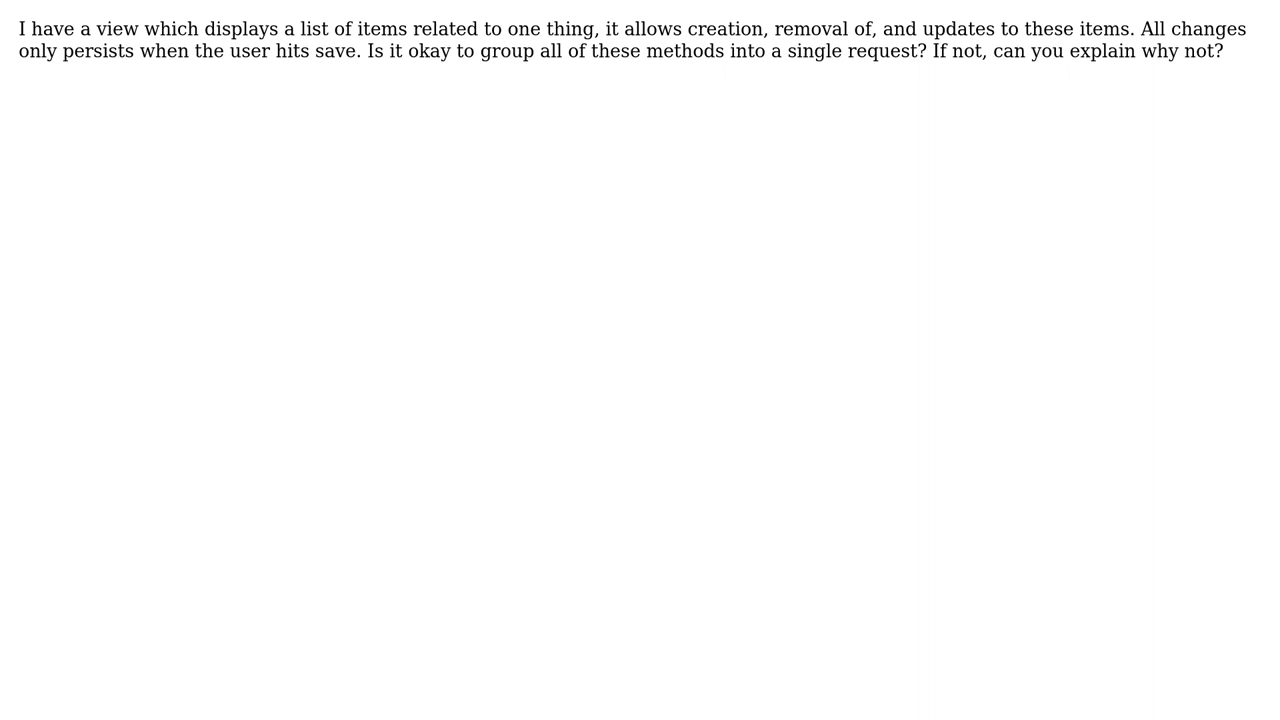 I have a view which displays a list of items related to one thing, it allows creation, removal of, and updates to these items. All changes
only persists when the user hits save. Is it okay to group all of these methods into a single request? If not, can you explain why not?